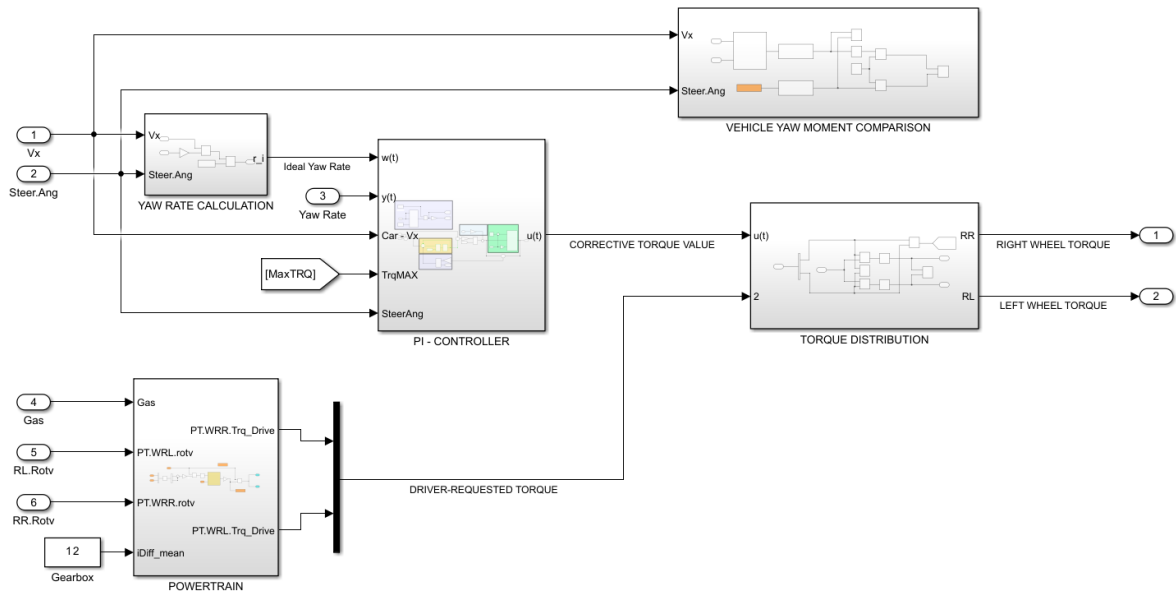 Vx
Steer.Ang
VEHICLE YAW MOMENT COMPARISON
1
Vx
2
Steer.Ang
Vx
Steer.Ang
r_i
YAW RATE CALCULATION
Ideal Yaw Rate
3
Yaw Rate
[MaxTRQ]
w(t)
y(t)
Car - Vx
TrqMAX
SteerAng
u(t)
PI - CONTROLLER
CORRECTIVE TORQUE VALUE
u(t)
2
RR
RL
TORQUE DISTRIBUTION
RIGHT WHEEL TORQUE
1
LEFT WHEEL TORQUE
2
4
Gas
5
RL.Rotv
6
RR.Rotv
12
Gearbox
Gas
PT.WRL.rotv
PT.WRR.rotv
iDiff_mean
PT.WRR.Trq_Drive
PT.WRL.Trq_Drive
POWERTRAIN
DRIVER-REQUESTED TORQUE